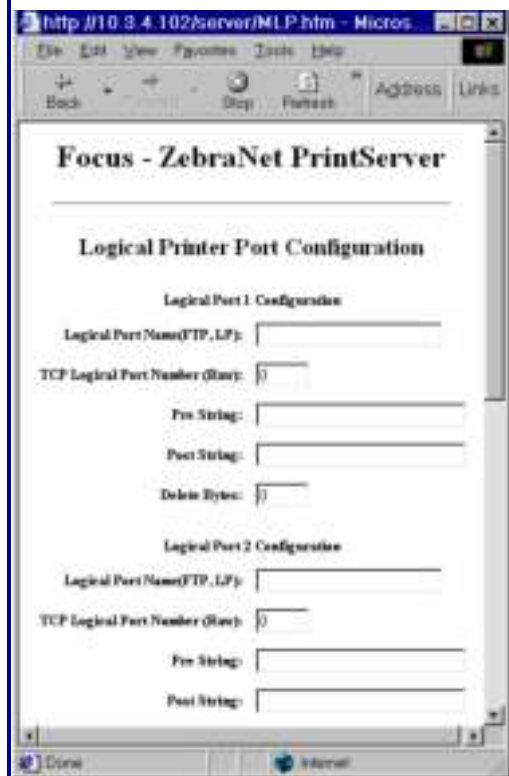 http://10.3.4.102/server/MLP.htm - Micros...
File Edit View Favorites Tools Help
Back Stop Refresh » Address Links
Focus - ZebraNet PrintServer
Logical Printer Port Configuration
Logical Port 1 Configuration
Logical Port Name(FTP, LP):
TCP Logical Port Number (Raw): 0
Pre String:
Post String:
Delete Bytes: 0
Logical Port 2 Configuration
Logical Port Name(FTP, LP):
TCP Logical Port Number (Raw): 0
Pre String:
Post String:
Done Internet